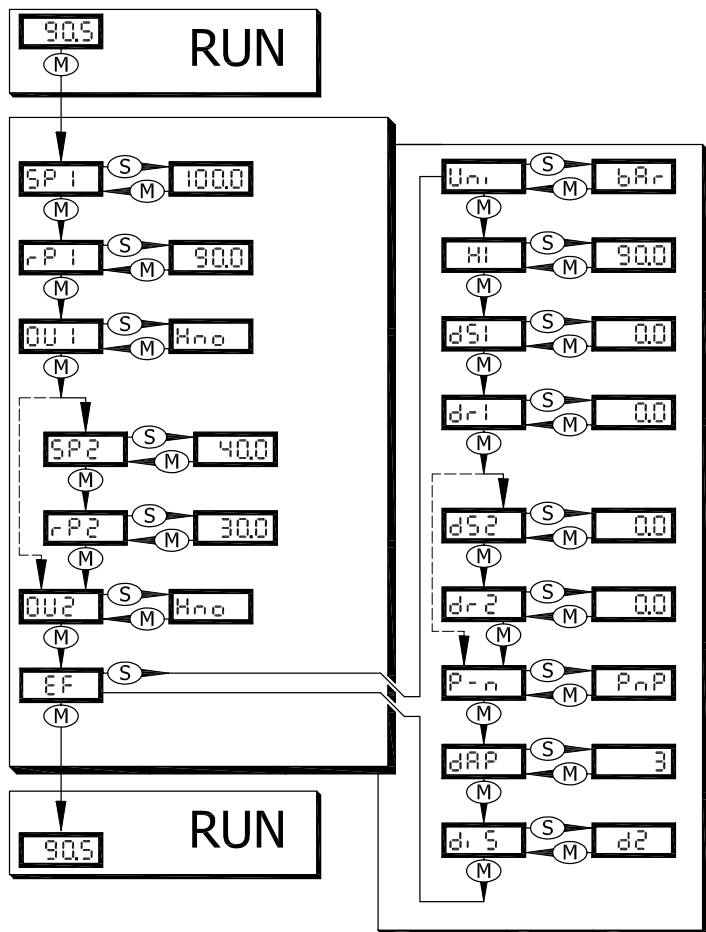 90.5 RUN
M
SP1 S M 100.0
M
rP1 S M 90.0
M
OU1 S M Hno
M
SP2 S M 40.0
M
rP2 S M 30.0
M
OU2 S M Hno
M
EF S
M
90.5 RUN
Uni S M bAr
M
HI S M 90.0
M
dS1 S M 0.0
M
dr1 S M 0.0
M
dS2 S M 0.0
M
dr2 S M 0.0
M
P-n S M PnP
M
dAP S M 3
M
diS S M d2
M